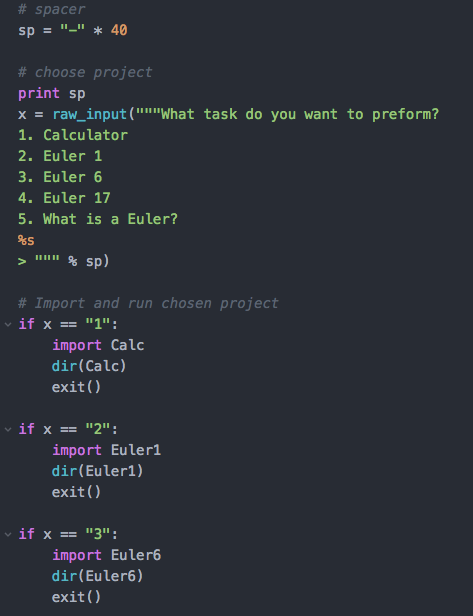 # spacer
sp = "-" * 40
# choose project
print sp
x = raw_input("""What task do you want to preform?
1. Calculator
2. Euler 1
3. Euler 6
4. Euler 17
5. What is a Euler?
%s
> """ % sp)
# Import and run chosen project
if x == "1":
    import Calc
    dir(Calc)
    exit()
if x == "2":
    import Euler1
    dir(Euler1)
    exit()
if x == "3":
    import Euler6
    dir(Euler6)
    exit()